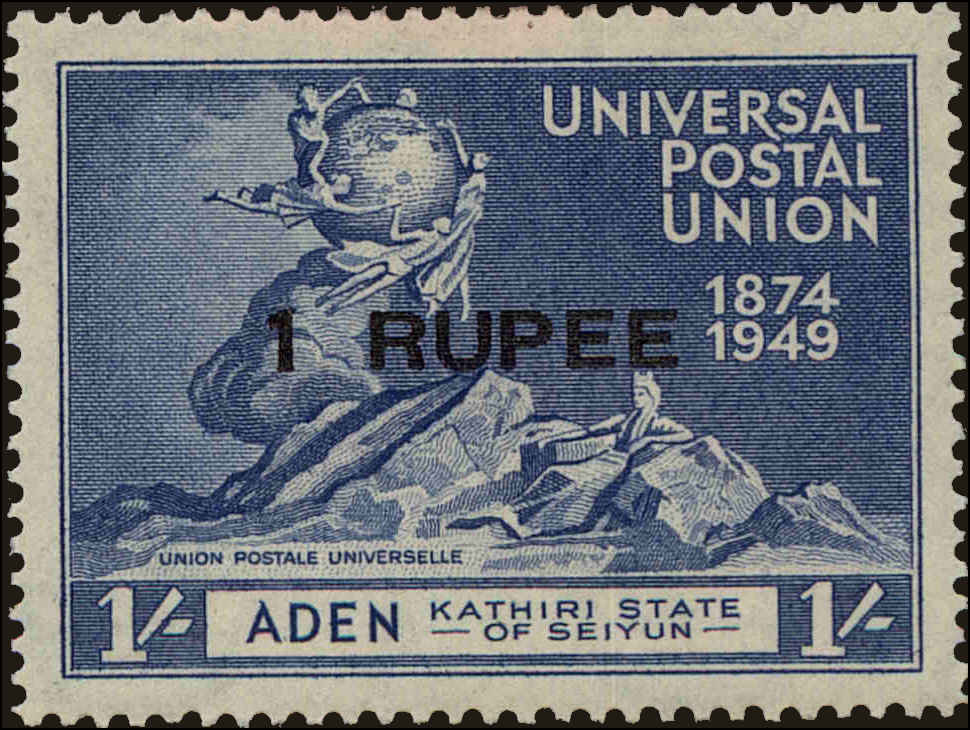 UNIVERSAL
POSTAL
UNION
1874
1949
1 RUPEE
UNION POSTALE UNIVERSELLE
1/-
ADEN
KATHIRI STATE
— OF SEIYUN —
1/-